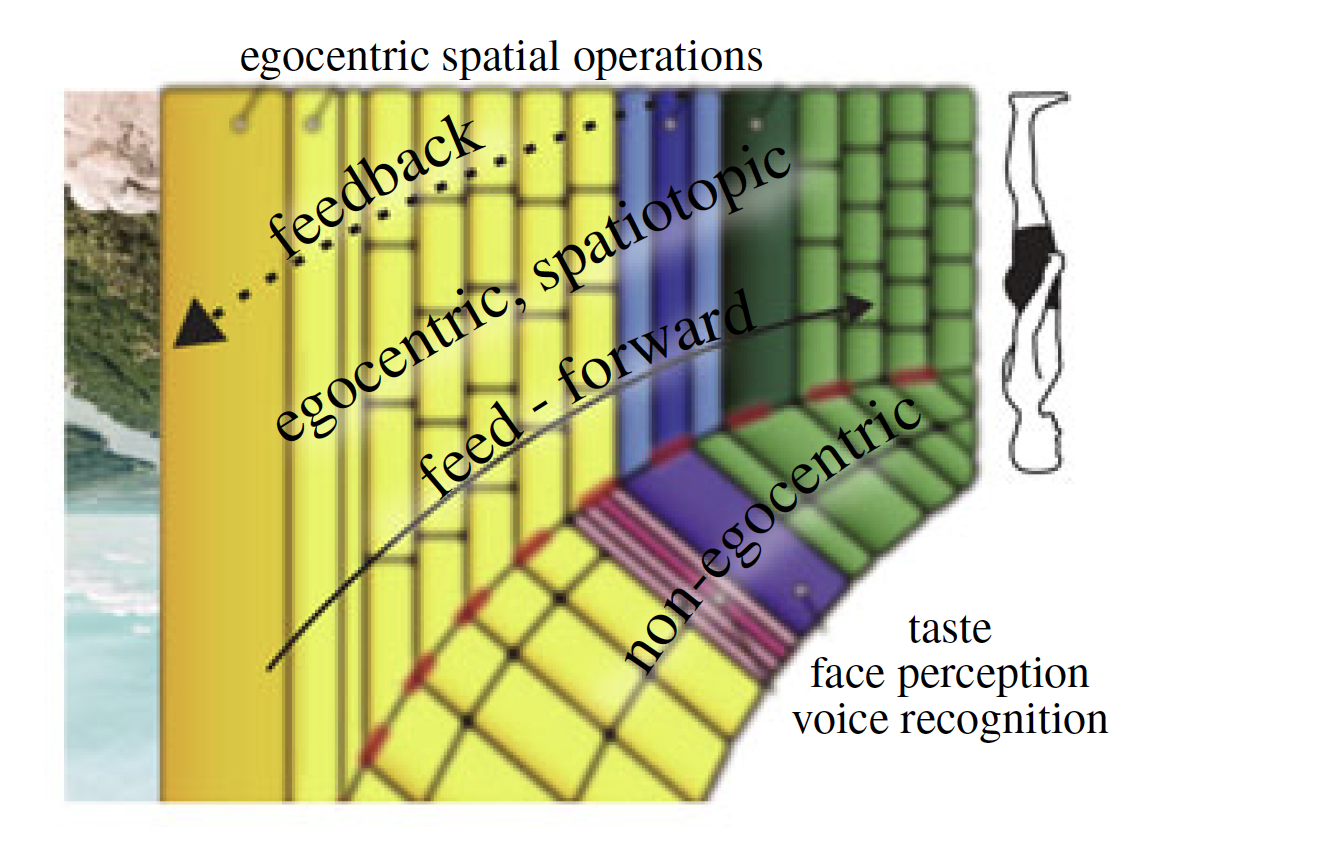 egocentric spatial operations
feedback
egocentric, spatiotopic
feed - forward
non-egocentric
taste
face perception
voice recognition